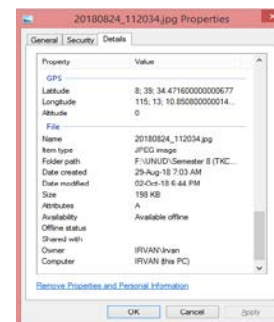 20180824_112034.jpg Properties
General Security Details
Property Value
GPS
Latitude 8; 39; 34.471600000000677
Longitude 115; 13; 10.850800000014...
Altitude 0
File
Name 20180824_112034.jpg
Item type JPEG image
Folder path F:\UNUD\Semester 8 (TKC...
Date created 29-Aug-18 7:03 AM
Date modified 02-Oct-18 6:44 PM
Size 198 KB
Attributes A
Availability Available offline
Offline status
Shared with
Owner IRVAN\Irvan
Computer IRVAN (this PC)
Remove Properties and Personal Information
OK Cancel Apply